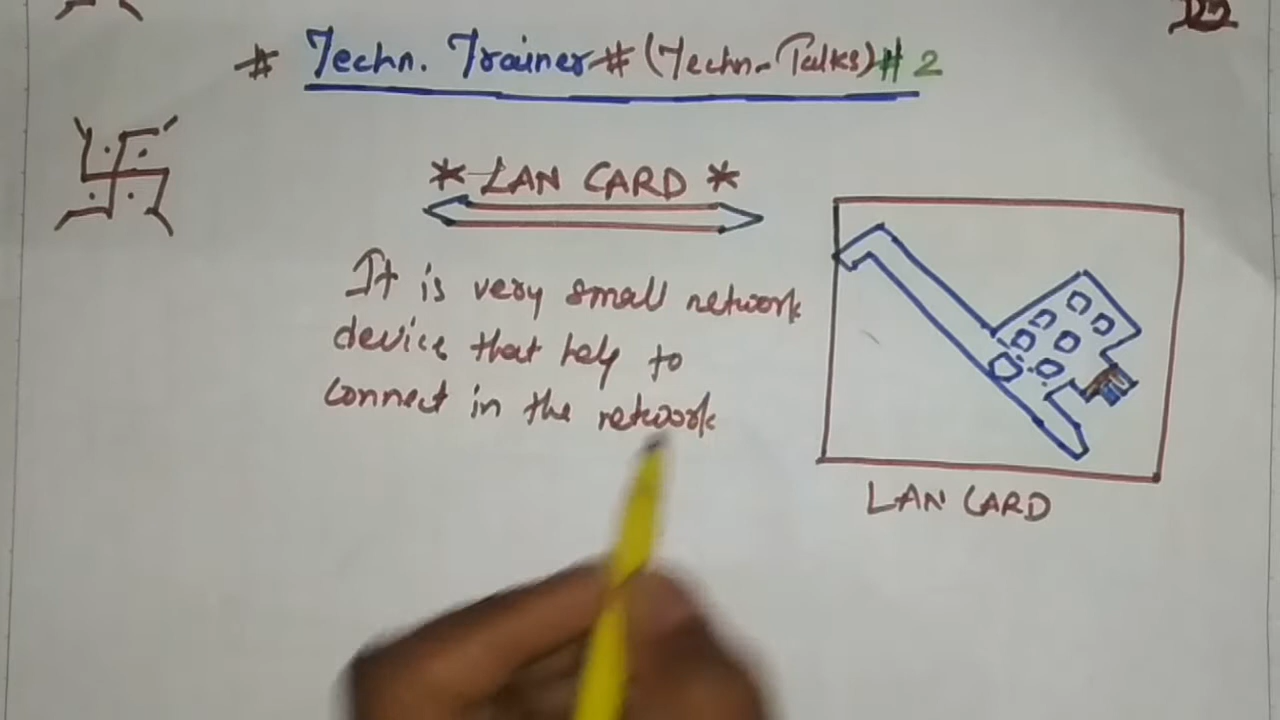 # Techn. Trainer # (Techn. Talks) # 2
* LAN CARD *
It is very small network
device that help to
connect in the network
LAN CARD